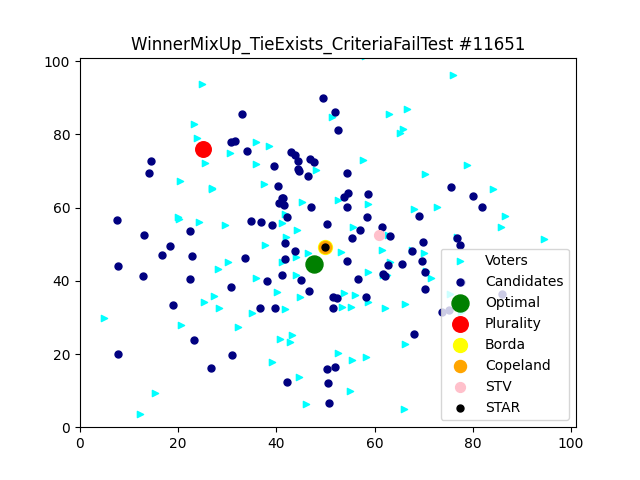 WinnerMixUp_TieExists_CriteriaFailTest #11651
100
80
60
40
20
0
0
20
40
60
80
100
Voters
Candidates
Optimal
Plurality
Borda
Copeland
STV
STAR